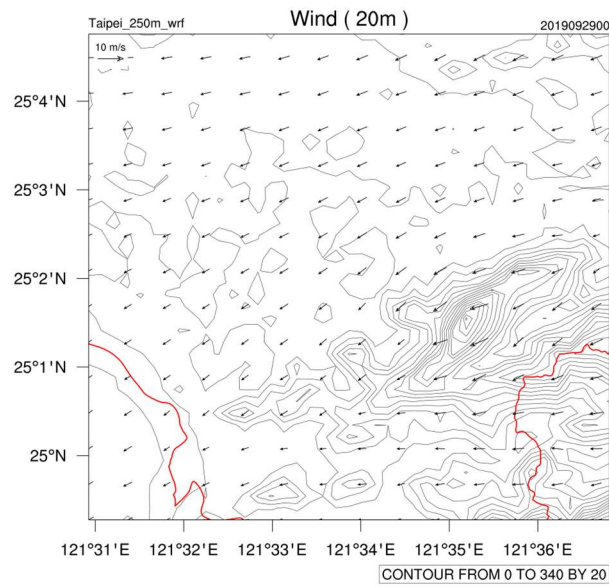 Taipei_250m_wrf
Wind ( 20m )
2019092900
10 m/s
25°4'N
25°3'N
25°2'N
25°1'N
25°N
121°31'E 121°32'E 121°33'E 121°34'E 121°35'E 121°36'E
CONTOUR FROM 0 TO 340 BY 20